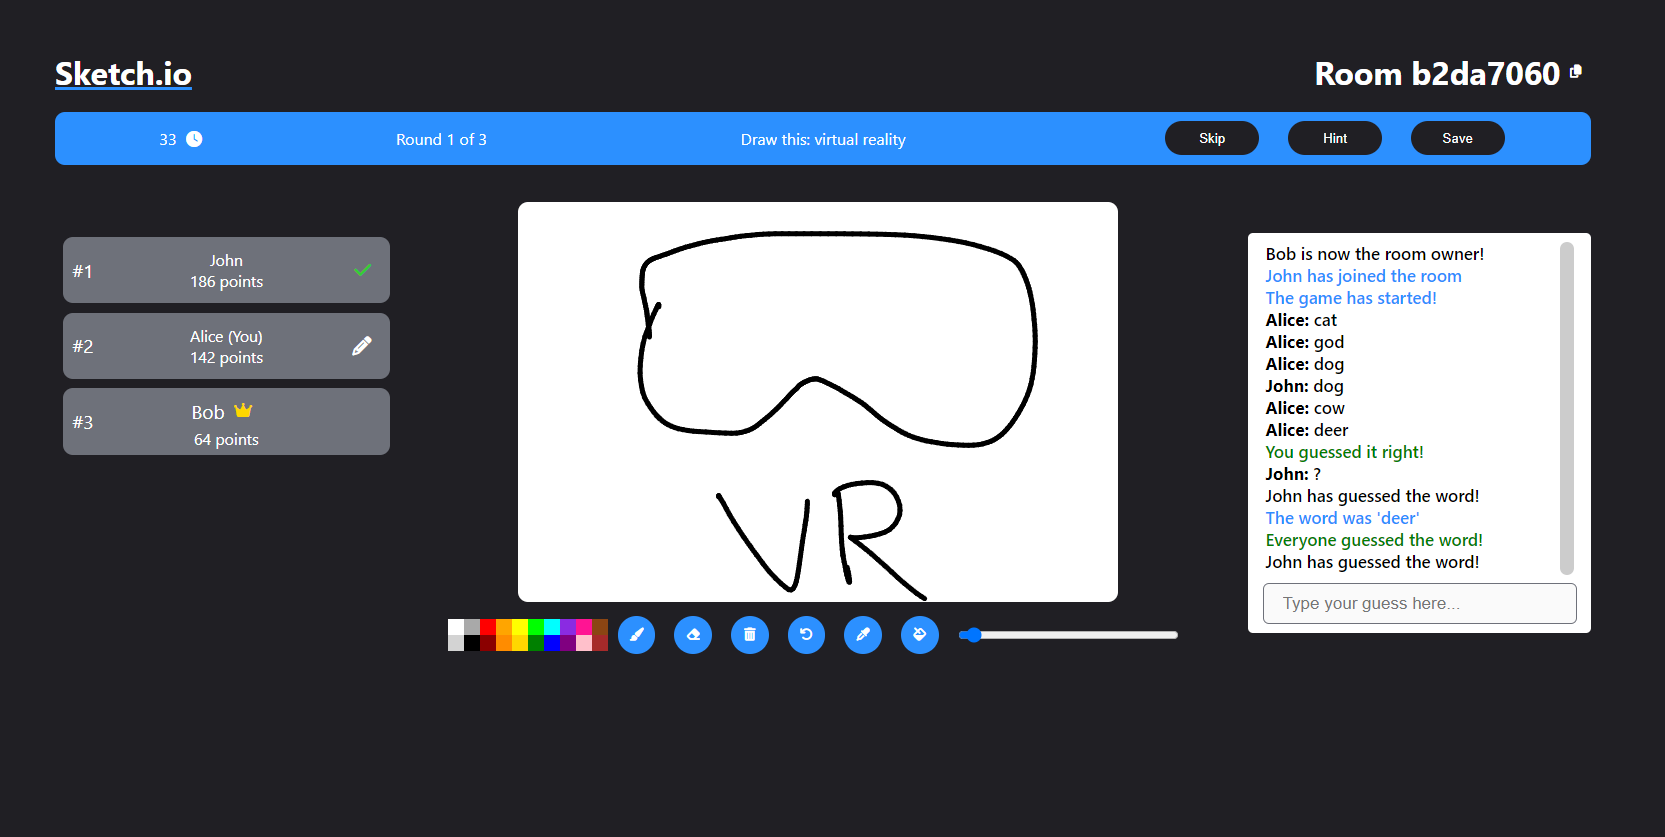 Sketch.io
Room b2da7060
33
Round 1 of 3
Draw this: virtual reality
Skip
Hint
Save
#1
John
186 points
#2
Alice (You)
142 points
#3
Bob
64 points
VR
Bob is now the room owner!
John has joined the room
The game has started!
Alice: cat
Alice: god
Alice: dog
John: dog
Alice: cow
Alice: deer
You guessed it right!
John: ?
John has guessed the word!
The word was 'deer'
Everyone guessed the word!
John has guessed the word!
Type your guess here...